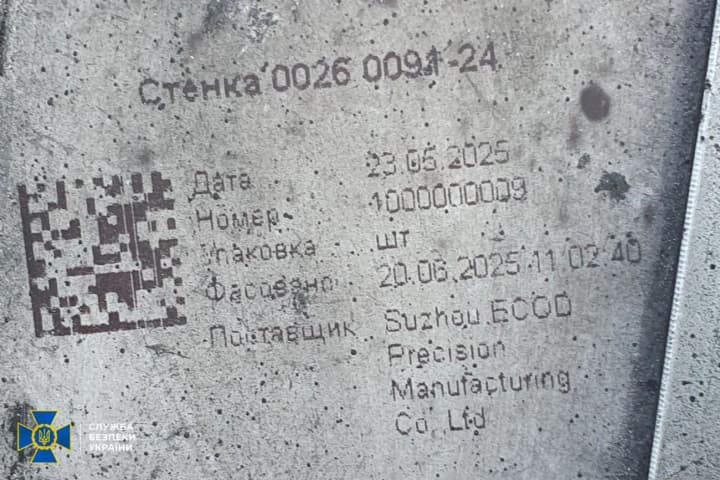 Стенка 0026 0091-24
Дата 23.05.2025
Номер 1000000009
Упаковка шт
Фасовано 20.06.2025 11 02 40
Поставщик Suzhou ECOD
Precision
Manufacturing
Co. Ltd
СЛУЖБА
БЕЗПЕКИ
УКРАЇНИ